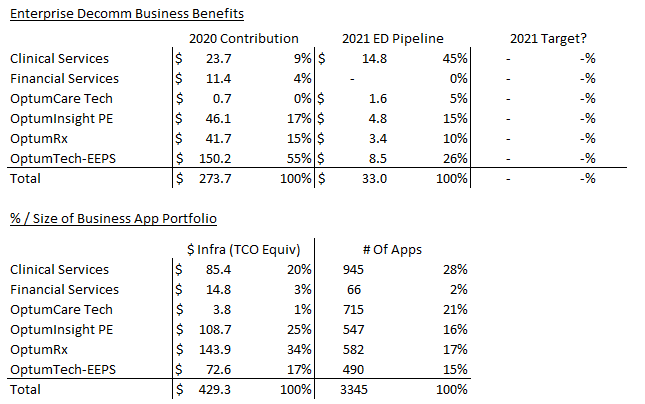 Enterprise Decomm Business Benefits
2020 Contribution 2021 ED Pipeline 2021 Target?
Clinical Services $ 23.7 9% $ 14.8 45% - -%
Financial Services $ 11.4 4% - 0% - -%
OptumCare Tech $ 0.7 0% $ 1.6 5% - -%
OptumInsight PE $ 46.1 17% $ 4.8 15% - -%
OptumRx $ 41.7 15% $ 3.4 10% - -%
OptumTech-EEPS $ 150.2 55% $ 8.5 26% - -%
Total $ 273.7 100% $ 33.0 100% - -%
% / Size of Business App Portfolio
$ Infra (TCO Equiv) # Of Apps
Clinical Services $ 85.4 20% 945 28%
Financial Services $ 14.8 3% 66 2%
OptumCare Tech $ 3.8 1% 715 21%
OptumInsight PE $ 108.7 25% 547 16%
OptumRx $ 143.9 34% 582 17%
OptumTech-EEPS $ 72.6 17% 490 15%
Total $ 429.3 100% 3345 100%